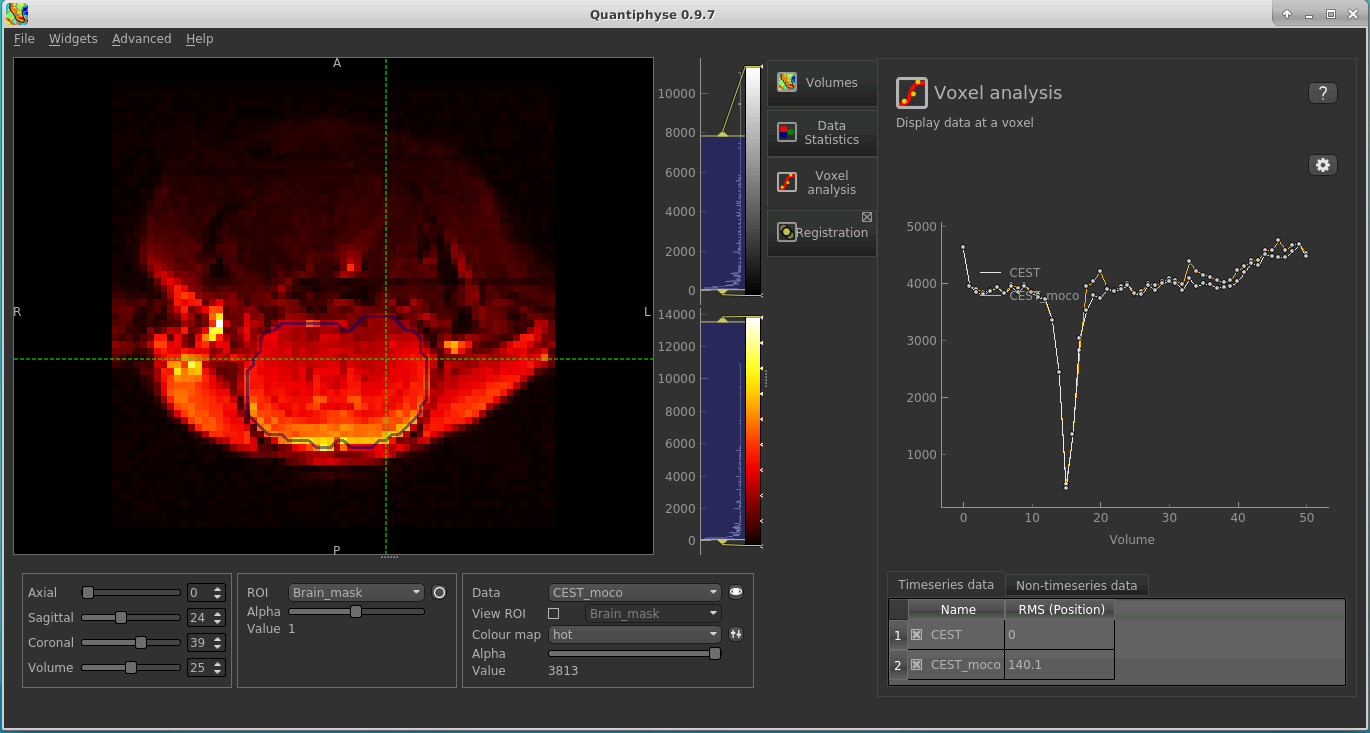 Quantiphyse 0.9.7
File Widgets Advanced Help
A
R
L
P
10000
8000
6000
4000
2000
0
14000
12000
10000
8000
6000
4000
2000
0
Volumes
Data
Statistics
Voxel
analysis
Registration
Voxel analysis
?
Display data at a voxel
5000
4000
3000
2000
1000
CEST
CEST_moco
0 10 20 30 40 50
Volume
Axial 0
Sagittal 24
Coronal 39
Volume 25
ROI Brain_mask
Alpha
Value 1
Data CEST_moco
View ROI Brain_mask
Colour map hot
Alpha
Value 3813
Timeseries data Non-timeseries data
Name RMS (Position)
1 CEST 0
2 CEST_moco 140.1